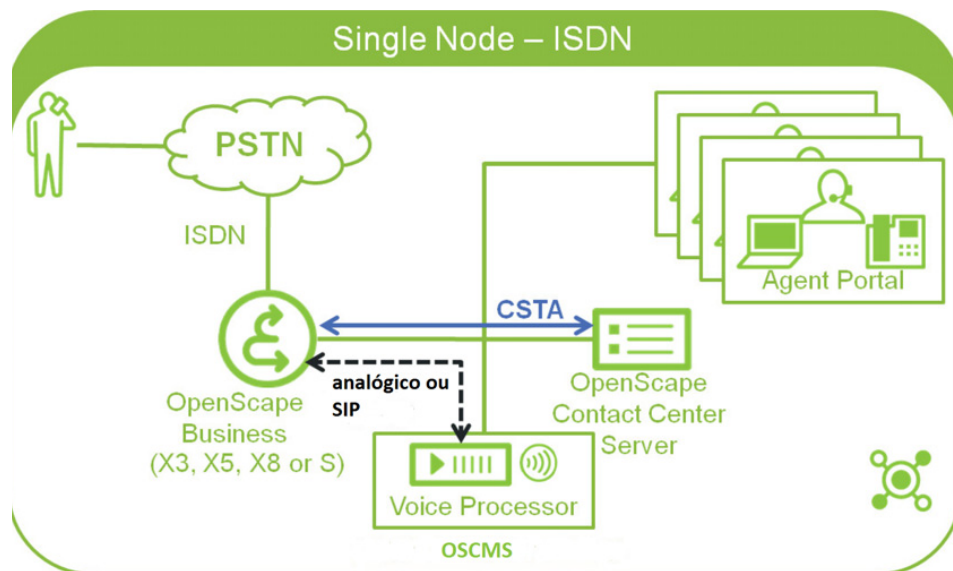 Single Node – ISDN
PSTN
ISDN
Agent Portal
CSTA
analógico ou
SIP
OpenScape
Business
(X3, X5, X8 or S)
OpenScape
Contact Center
Server
Voice Processor
OSCMS